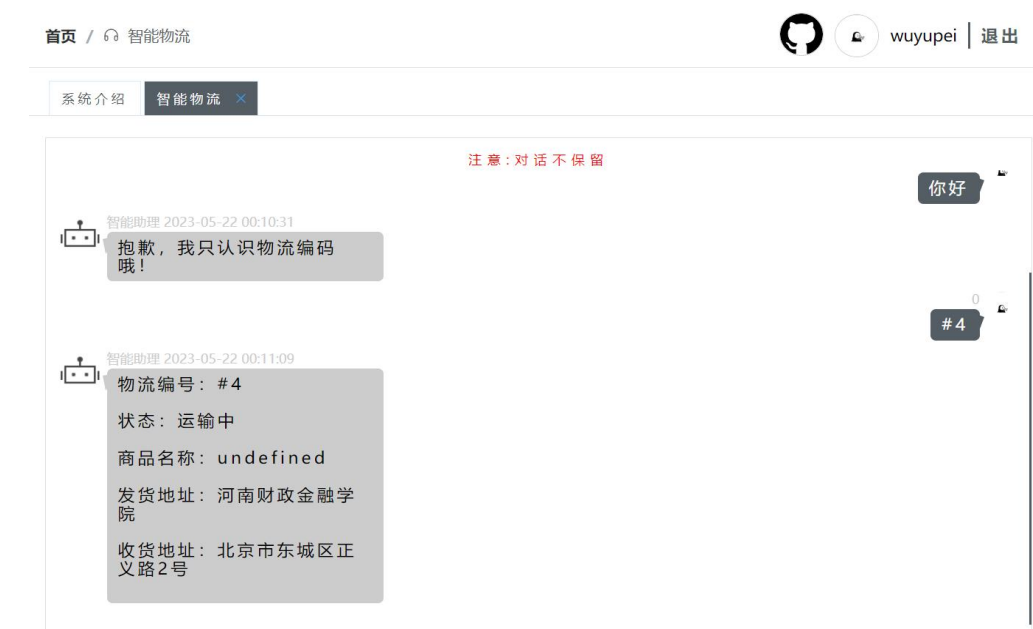 首页 / 智能物流
wuyupei | 退出
系统介绍 智能物流 ×
注意:对话不保留
你好
智能助理 2023-05-22 00:10:31
抱歉，我只认识物流编码
哦！
0
#4
智能助理 2023-05-22 00:11:09
物流编号：#4
状态：运输中
商品名称：undefined
发货地址：河南财政金融学
院
收货地址：北京市东城区正
义路2号